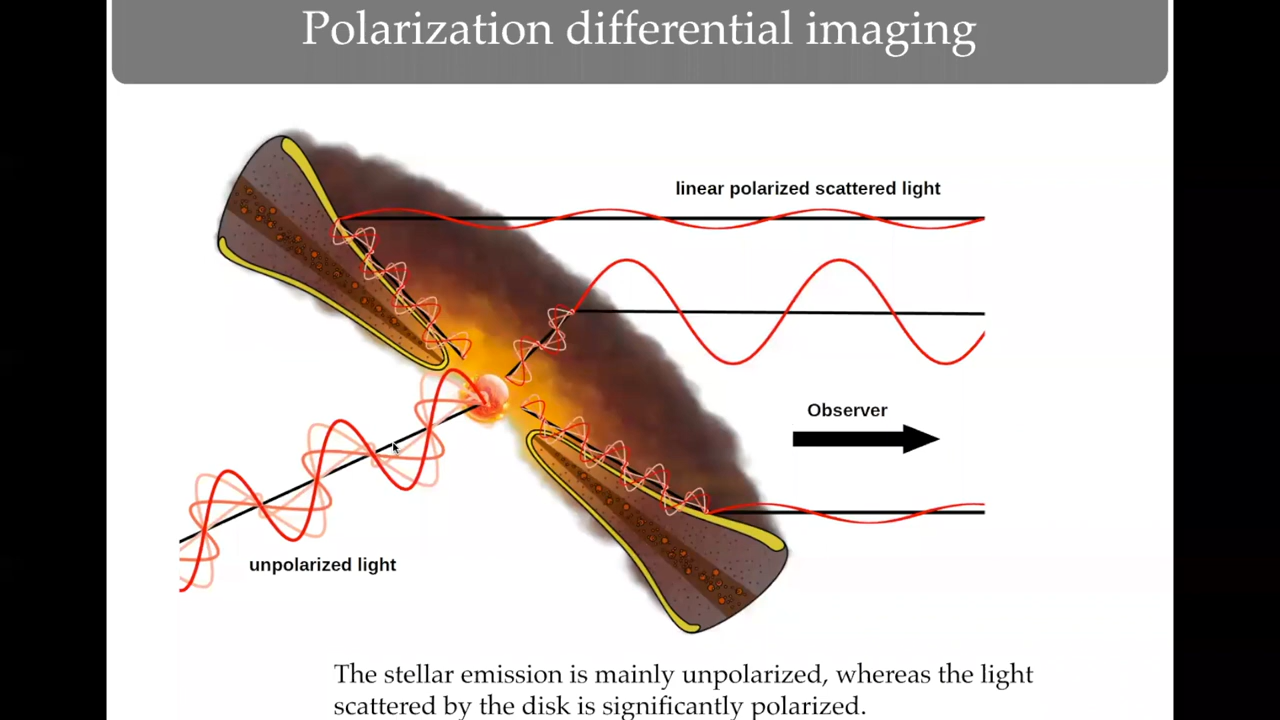 Polarization differential imaging
linear polarized scattered light
Observer
unpolarized light
The stellar emission is mainly unpolarized, whereas the light
scattered by the disk is significantly polarized.